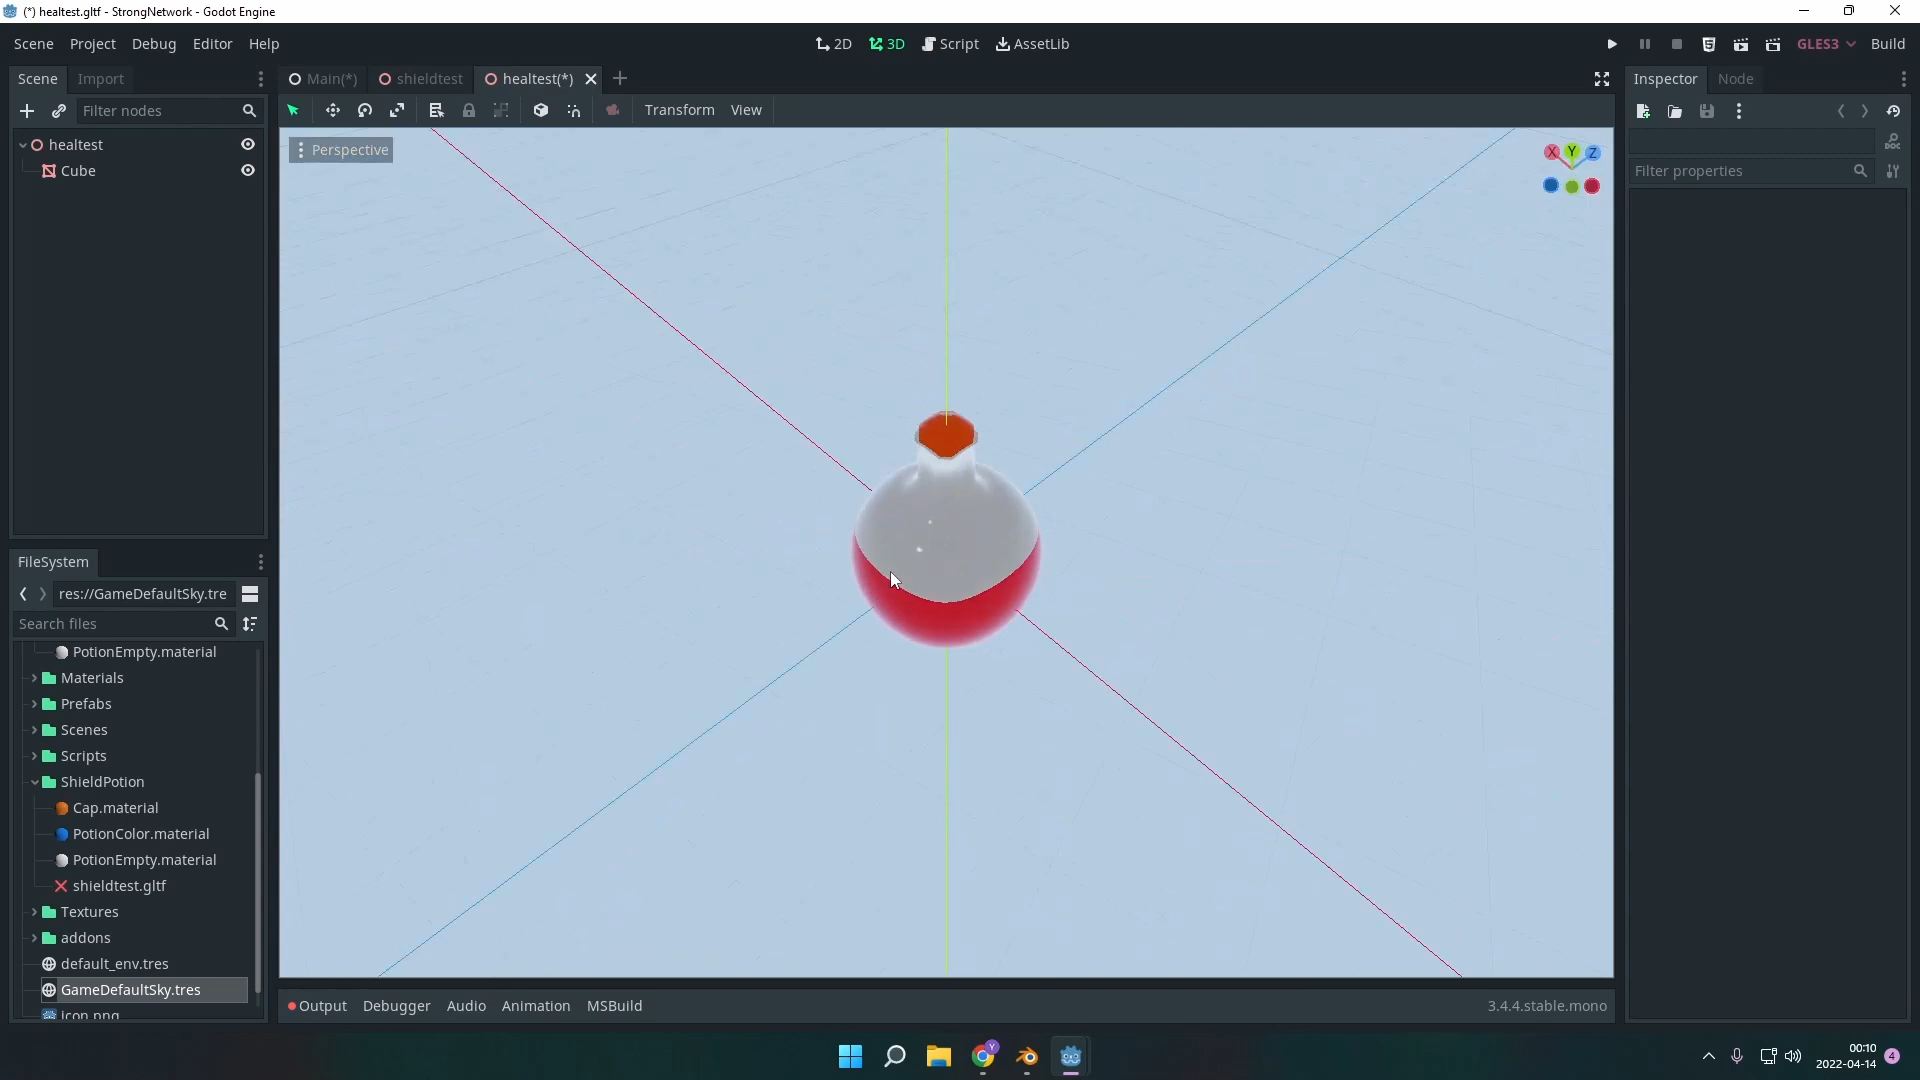 (*) healtest.gltf - StrongNetwork - Godot Engine
Scene Project Debug Editor Help
2D 3D Script AssetLib
GLES3 Build
Scene Import
Main(*) shieldtest healtest(*)
Inspector Node
Filter nodes
Transform View
healtest
Cube
Perspective
X Y Z
Filter properties
FileSystem
res://GameDefaultSky.tre
Search files
PotionEmpty.material
Materials
Prefabs
Scenes
Scripts
ShieldPotion
Cap.material
PotionColor.material
PotionEmpty.material
shieldtest.gltf
Textures
addons
default_env.tres
GameDefaultSky.tres
icon.png
Output Debugger Audio Animation MSBuild
3.4.4.stable.mono
Y
00:10
2022-04-14
4